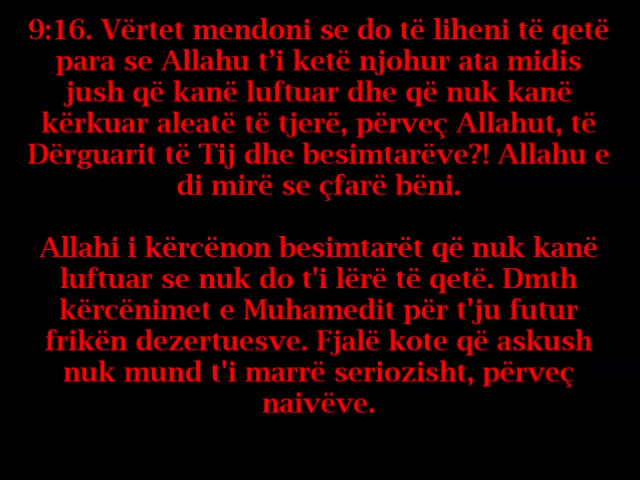 9:16. Vërtet mendoni se do të liheni të qetë
para se Allahu t’i ketë njohur ata midis
jush që kanë luftuar dhe që nuk kanë
kërkuar aleatë të tjerë, përveç Allahut, të
Dërguarit të Tij dhe besimtarëve?! Allahu e
di mirë se çfarë bëni.
Allahi i kërcënon besimtarët që nuk kanë
luftuar se nuk do t'i lërë të qetë. Dmth
kërcënimet e Muhamedit për t'ju futur
frikën dezertuesve. Fjalë kote që askush
nuk mund t'i marrë seriozisht, përveç
naivëve.